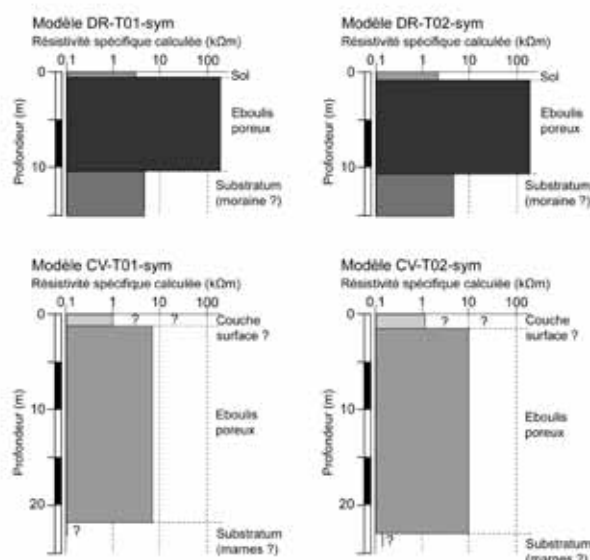 Modèle DR-T01-sym
Résistivité spécifique calculée (kΩm)
0.1 1 10 100
0
10
Profondeur (m)
Sol
Eboulis
poreux
Substratum
(moraine ?)
Modèle DR-T02-sym
Résistivité spécifique calculée (kΩm)
0.1 1 10 100
0
10
Profondeur (m)
Sol
Eboulis
poreux
Substratum
(moraine ?)
Modèle CV-T01-sym
Résistivité spécifique calculée (kΩm)
0.1 1 10 100
0
10
20
Profondeur (m)
? ?
Couche
surface ?
Eboulis
poreux
?
Substratum
(marnes ?)
Modèle CV-T02-sym
Résistivité spécifique calculée (kΩm)
0.1 1 10 100
0
10
20
Profondeur (m)
? ?
Couche
surface ?
Eboulis
poreux
?
Substratum
(marnes ?)